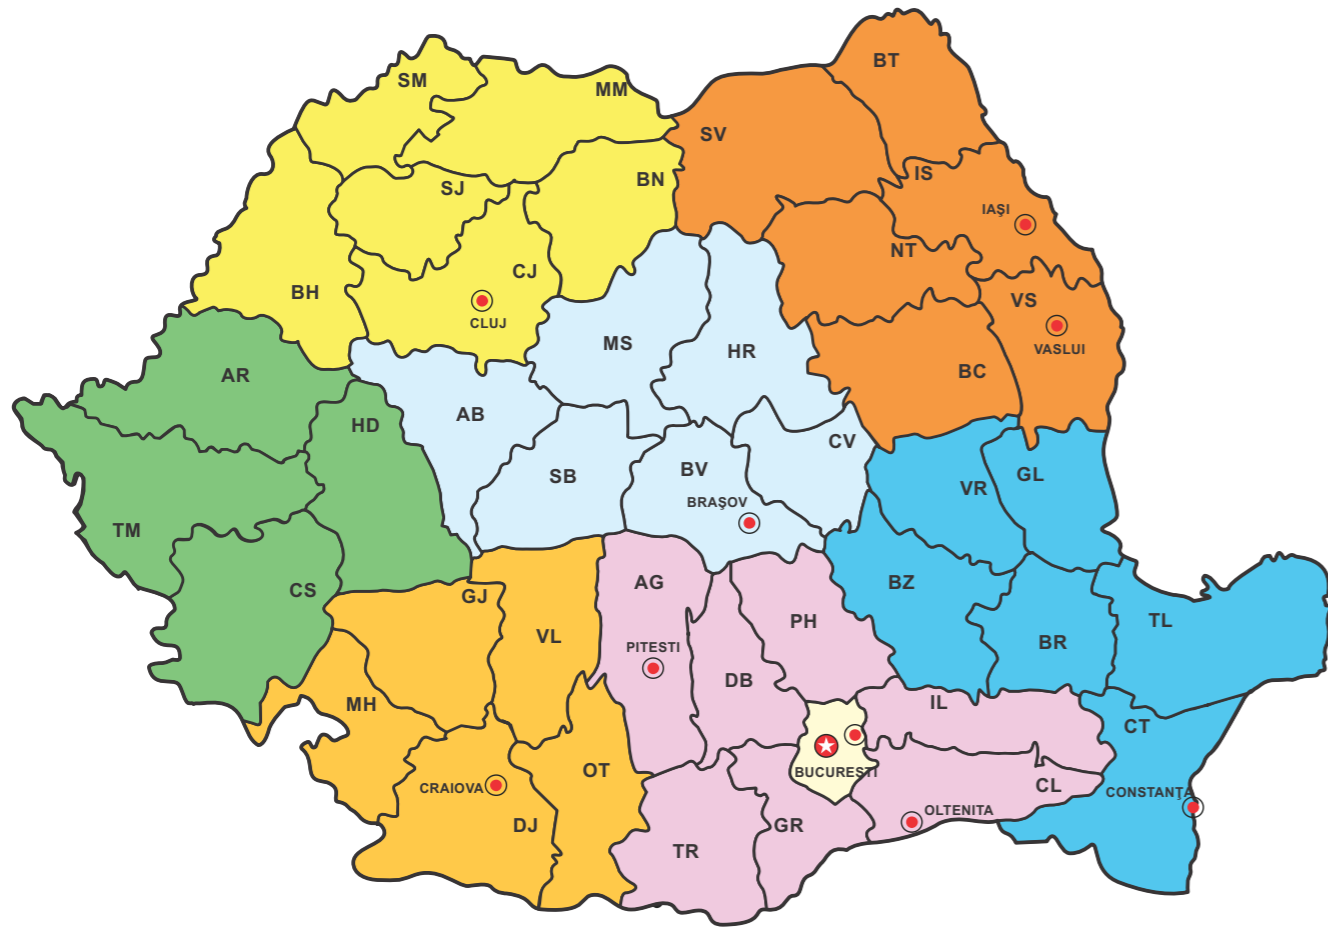 BT
SM
MM
SV
IS
BN
SJ
IAŞI
NT
CJ
BH
VS
CLUJ
MS
HR
VASLUI
BC
AR
AB
HD
CV
SB
BV
VR
GL
BRAŞOV
TM
AG
BZ
CS
GJ
PH
TL
VL
BR
PITESTI
DB
MH
IL
CT
OT
BUCUREŞTI
CRAIOVA
CL
CONSTANŢA
OLTENITA
DJ
GR
TR